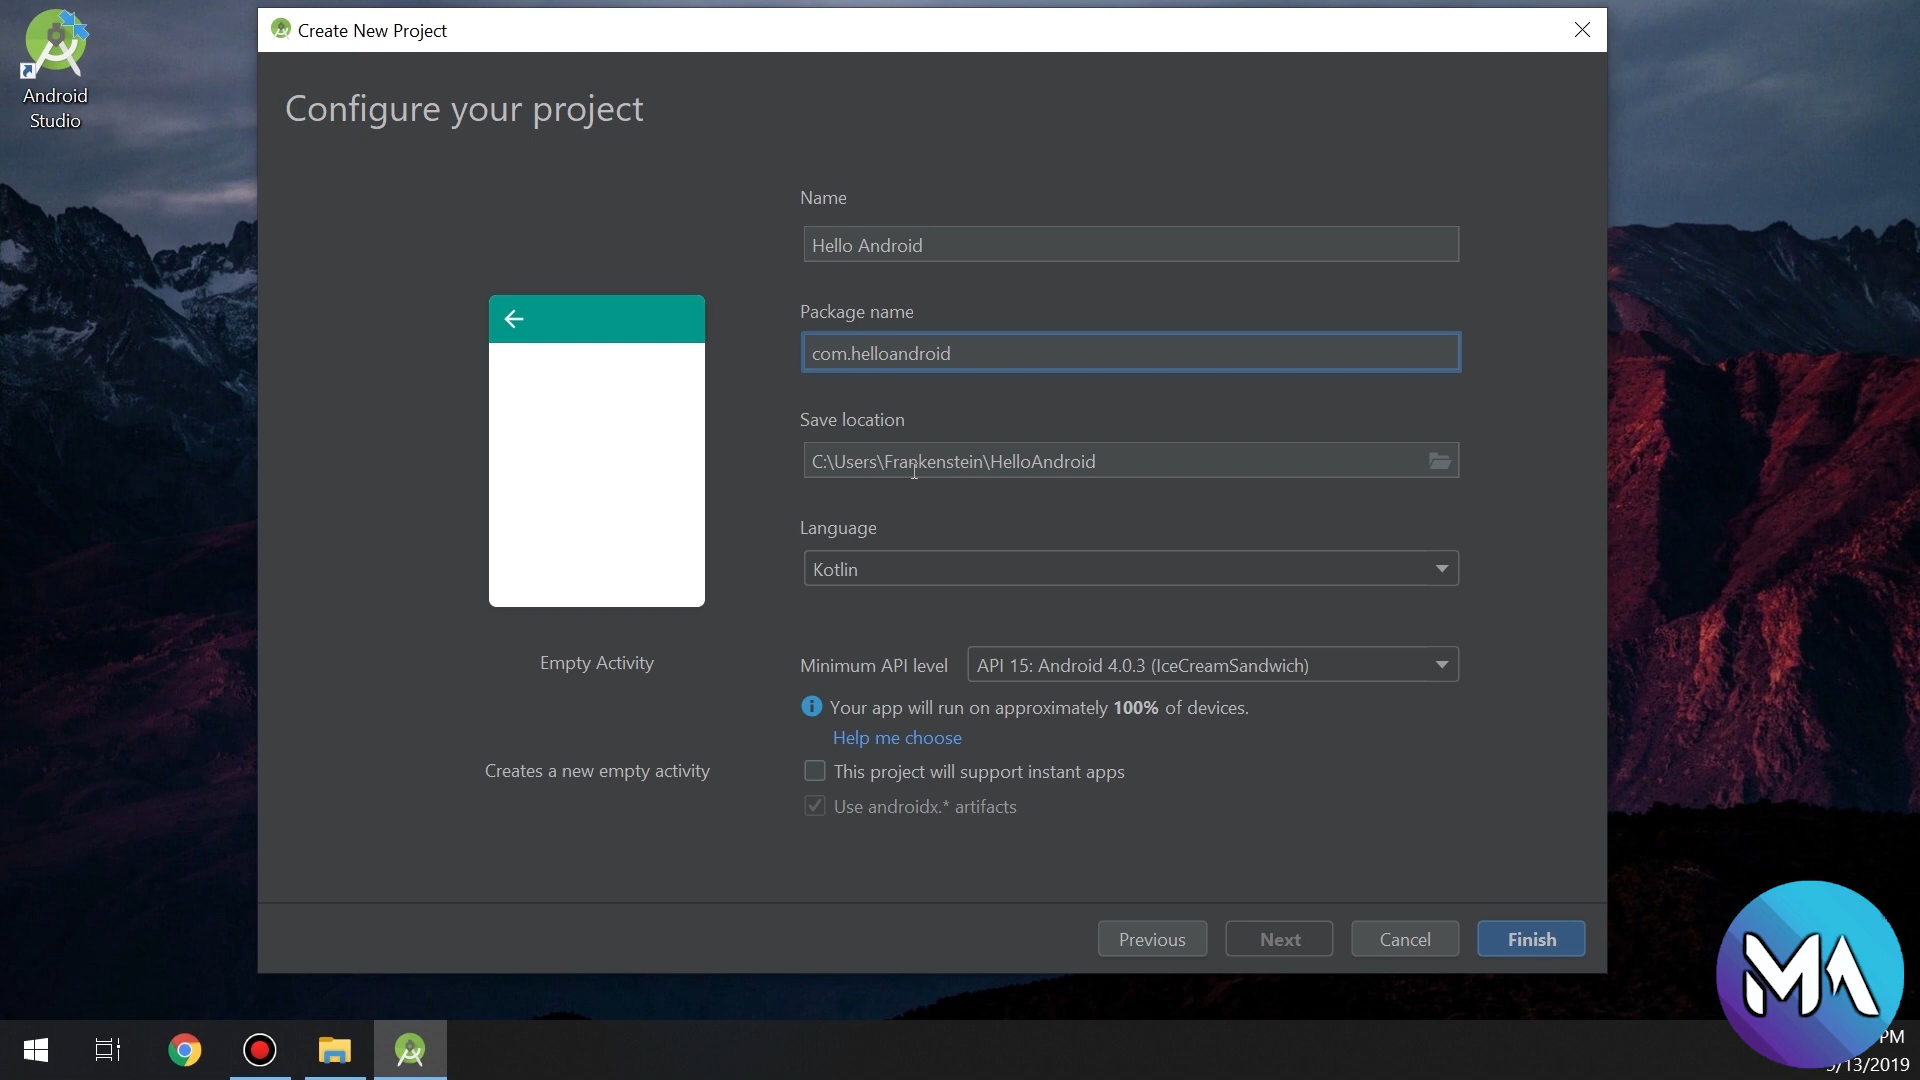 Android
Studio
Create New Project
Configure your project
Name
Hello Android
Package name
com.helloandroid
Save location
C:\Users\Frankenstein\HelloAndroid
Language
Kotlin
Empty Activity
Minimum API level
API 15: Android 4.0.3 (IceCreamSandwich)
Your app will run on approximately 100% of devices.
Help me choose
Creates a new empty activity
This project will support instant apps
Use androidx.* artifacts
Previous
Next
Cancel
Finish
MA
PM
/13/2019